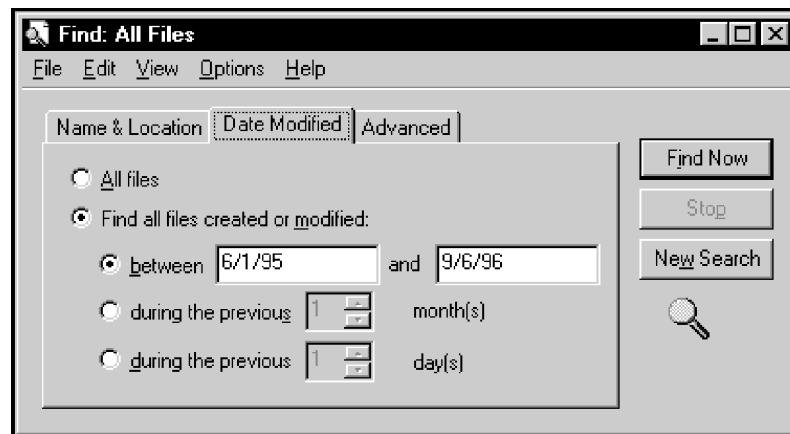 Find: All Files
File Edit View Options Help
Name & Location Date Modified Advanced
Find Now
All files
Stop
Find all files created or modified:
between 6/1/95 and 9/6/96
New Search
during the previous 1 month(s)
during the previous 1 day(s)